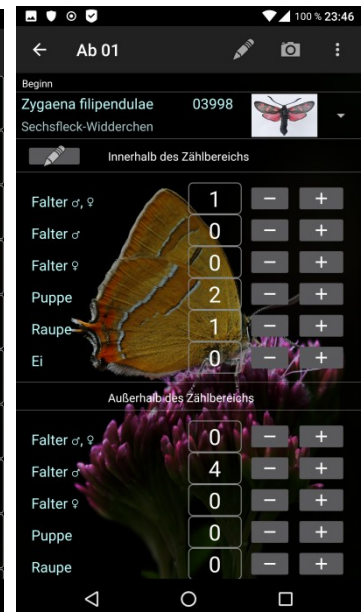 100 % 23:46
Ab 01
Beginn
Zygaena filipendulae 03998
Sechsfleck-Widderchen
Innerhalb des Zählbereichs
Falter ♂, ♀ 1 − +
Falter ♂ 0 − +
Falter ♀ 0 − +
Puppe 2 − +
Raupe 1 − +
Ei 0 − +
Außerhalb des Zählbereichs
Falter ♂, ♀ 0 − +
Falter ♂ 4 − +
Falter ♀ 0 − +
Puppe 0 − +
Raupe 0 − +